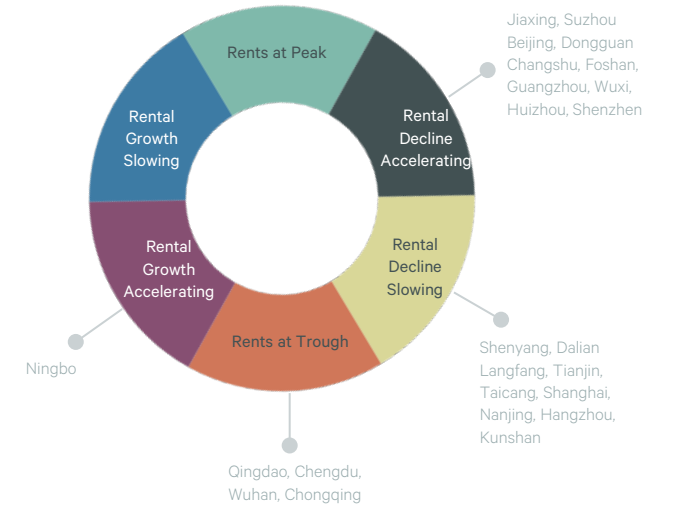 Rents at Peak
Rental
Decline
Accelerating
Jiaxing, Suzhou
Beijing, Dongguan
Changshu, Foshan,
Guangzhou, Wuxi,
Huizhou, Shenzhen
Rental
Decline
Slowing
Shenyang, Dalian
Langfang, Tianjin,
Taicang, Shanghai,
Nanjing, Hangzhou,
Kunshan
Rents at Trough
Qingdao, Chengdu,
Wuhan, Chongqing
Rental
Growth
Accelerating
Ningbo
Rental
Growth
Slowing